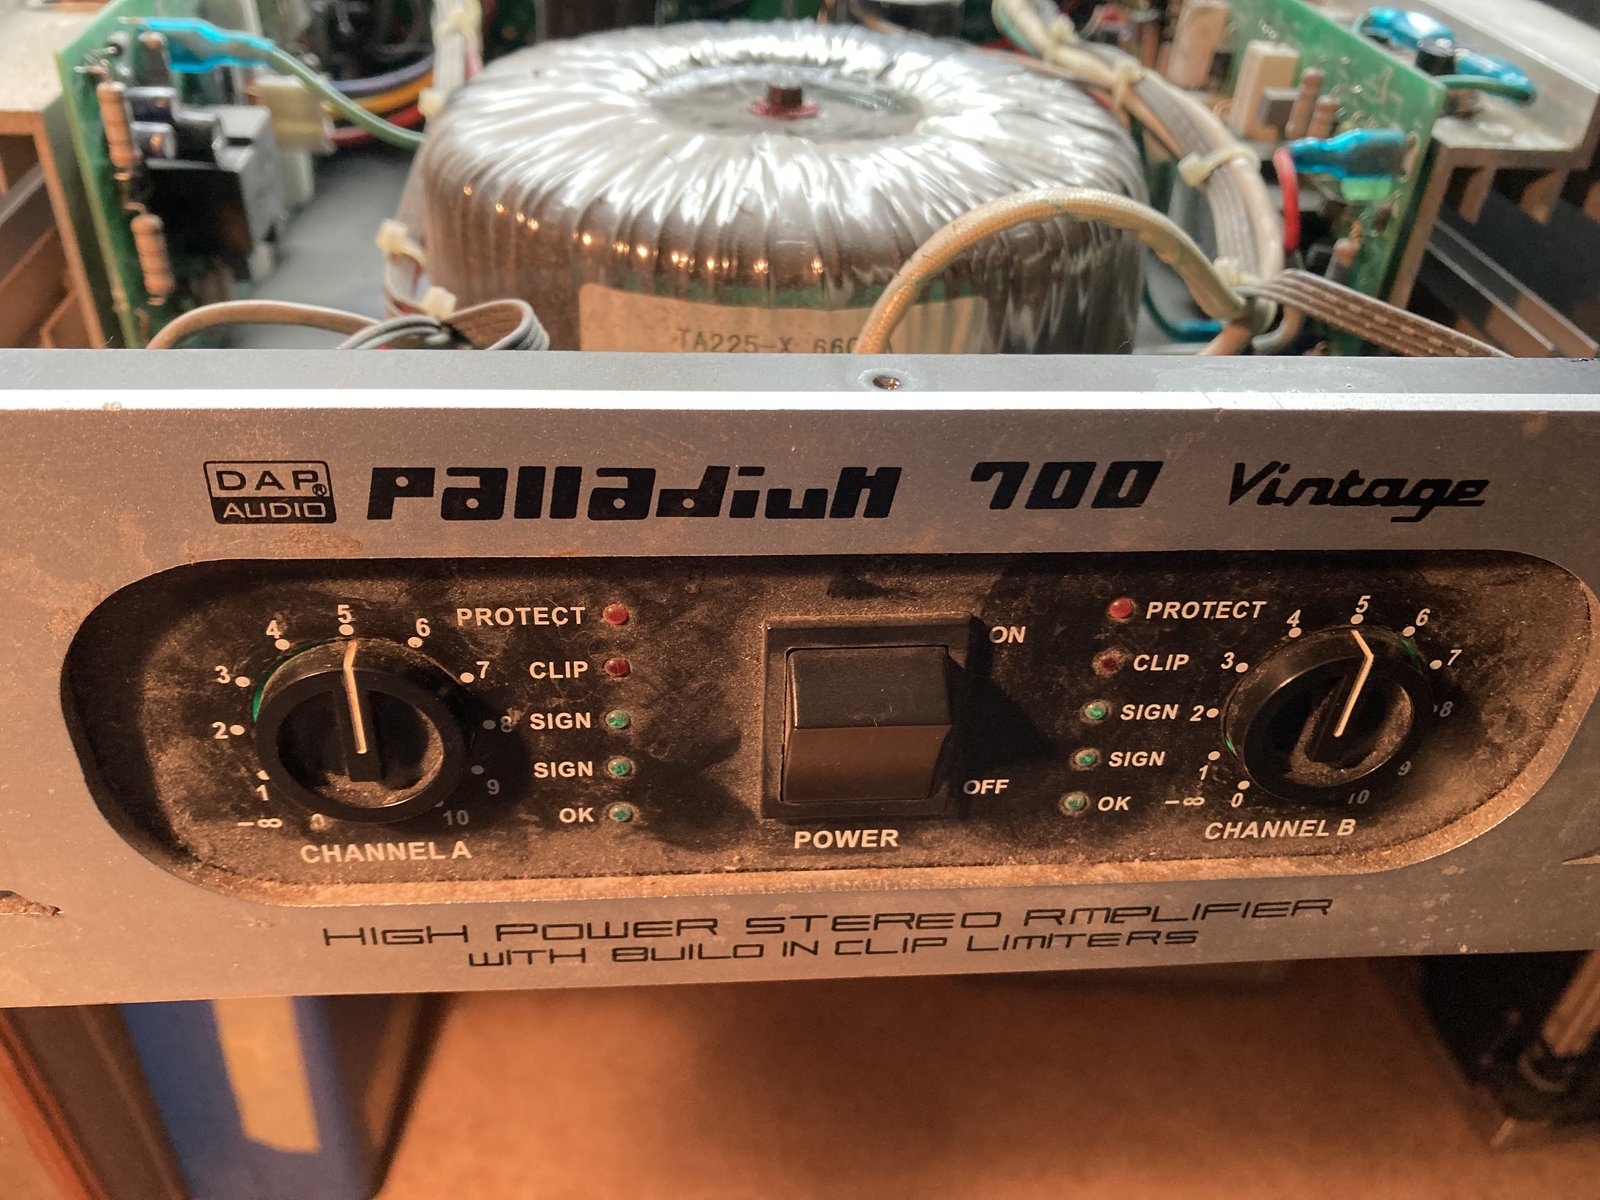 TA225-X
DAP® AUDIO
Palladium 700 Vintage
PROTECT
CLIP
SIGN
SIGN
OK
-∞ 0 1 2 3 4 5 6 7 8 9 10
CHANNEL A
ON
OFF
POWER
PROTECT
CLIP
SIGN
SIGN
OK
-∞ 0 1 2 3 4 5 6 7 8 9 10
CHANNEL B
HIGH POWER STEREO AMPLIFIER
WITH BUILD IN CLIP LIMITERS